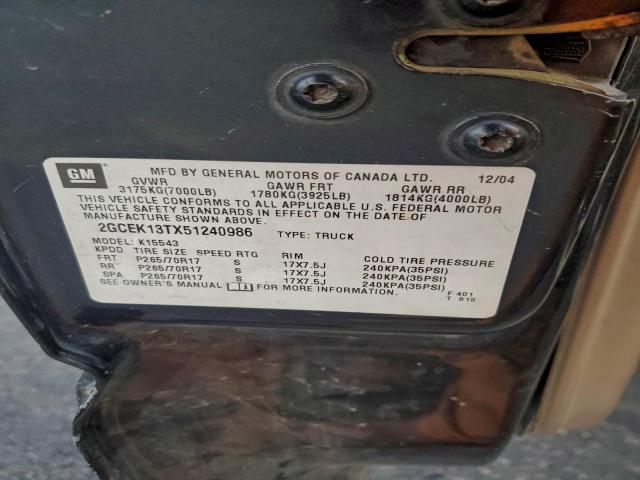 GM
MFD BY GENERAL MOTORS OF CANADA LTD. 12/04
GVWR GAWR FRT GAWR RR
3175KG(7000LB) 1780KG(3925LB) 1814KG(4000LB)
THIS VEHICLE CONFORMS TO ALL APPLICABLE U.S. FEDERAL MOTOR
VEHICLE SAFETY STANDARDS IN EFFECT ON THE DATE OF
MANUFACTURE SHOWN ABOVE.
2GCEK13TX51240986 TYPE: TRUCK
MODEL: K15543
KPDD TIRE SIZE SPEED RTG RIM COLD TIRE PRESSURE
FRT P265/70R17 S 17X7.5J 240KPA(35PSI)
RR P265/70R17 S 17X7.5J 240KPA(35PSI)
SPA P265/70R17 S 17X7.5J 240KPA(35PSI)
SEE OWNER'S MANUAL FOR MORE INFORMATION. F 401
T 815